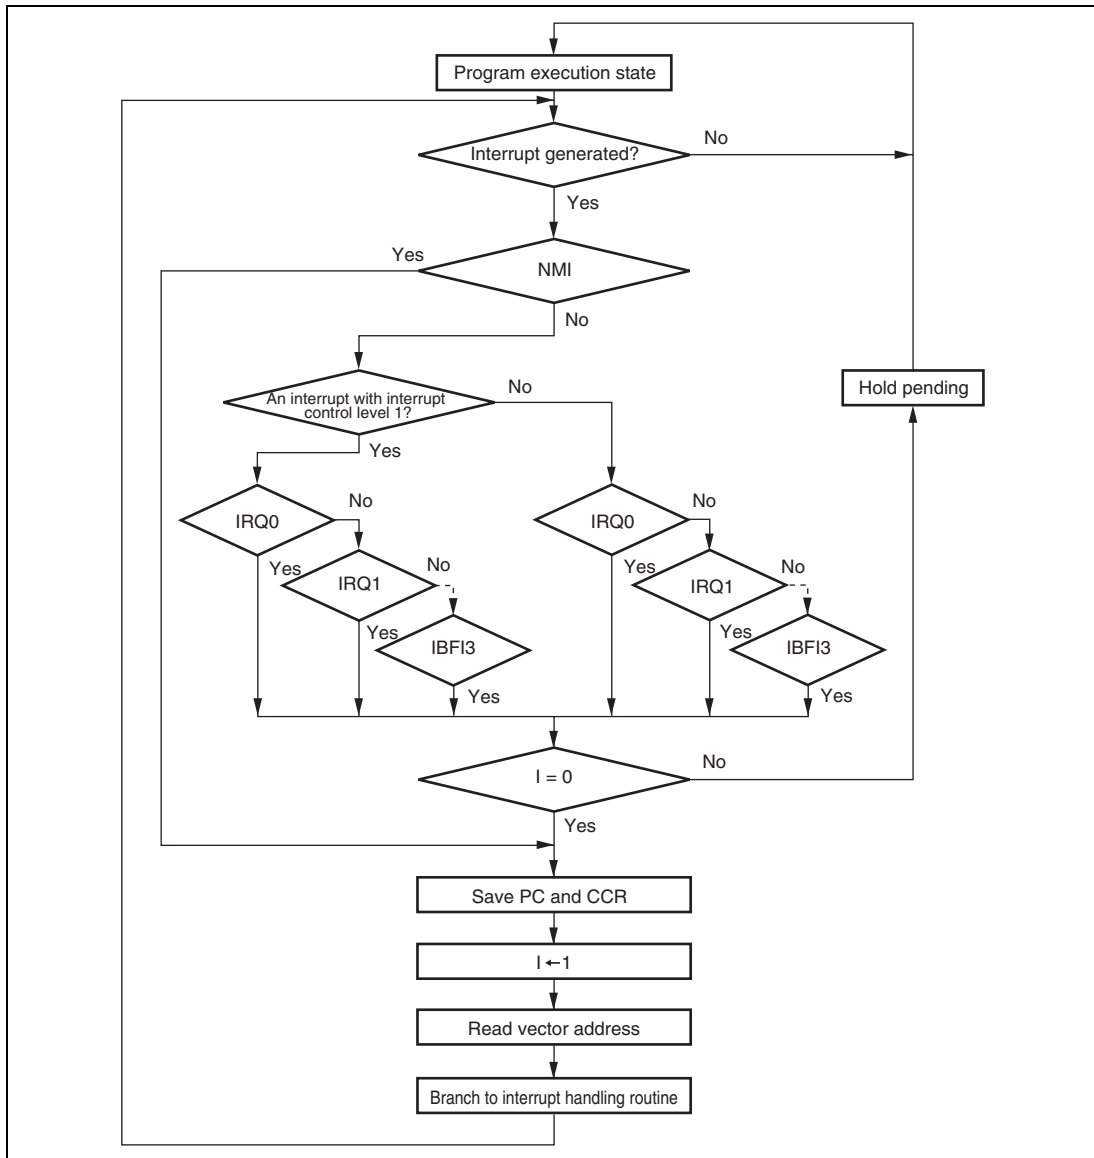 Program execution state
Interrupt generated?
No
Yes
Yes
NMI
No
An interrupt with interrupt
control level 1?
No
Hold pending
Yes
IRQ0
No
IRQ0
No
Yes
IRQ1
No
Yes
IRQ1
No
Yes
IBFI3
Yes
IBFI3
Yes
Yes
I = 0
No
Yes
Save PC and CCR
I ←1
Read vector address
Branch to interrupt handling routine